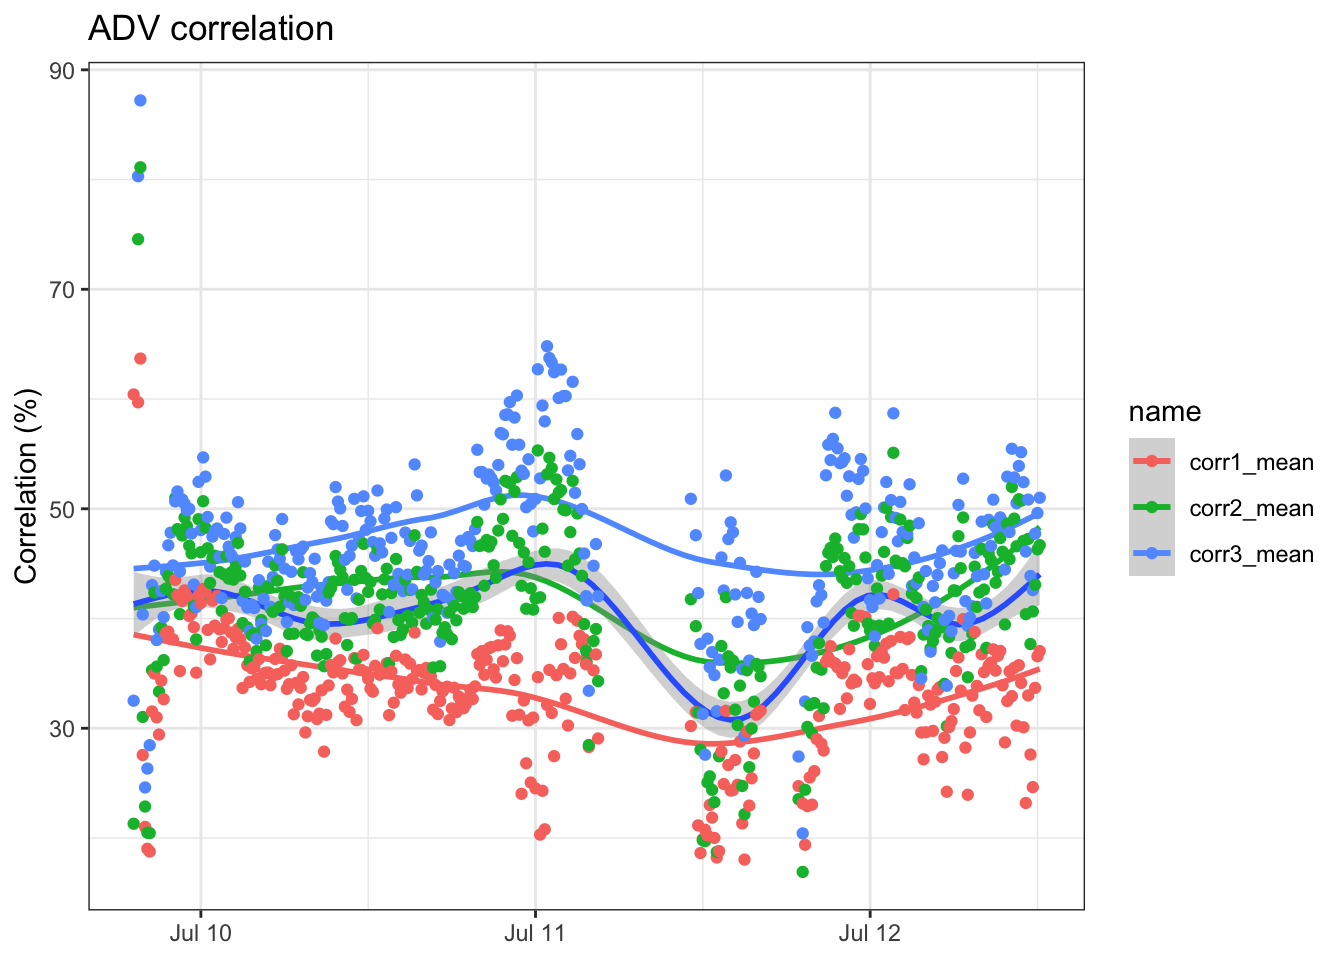 ADV correlation
Correlation (%)
90
70
50
30
Jul 10
Jul 11
Jul 12
name
corr1_mean
corr2_mean
corr3_mean